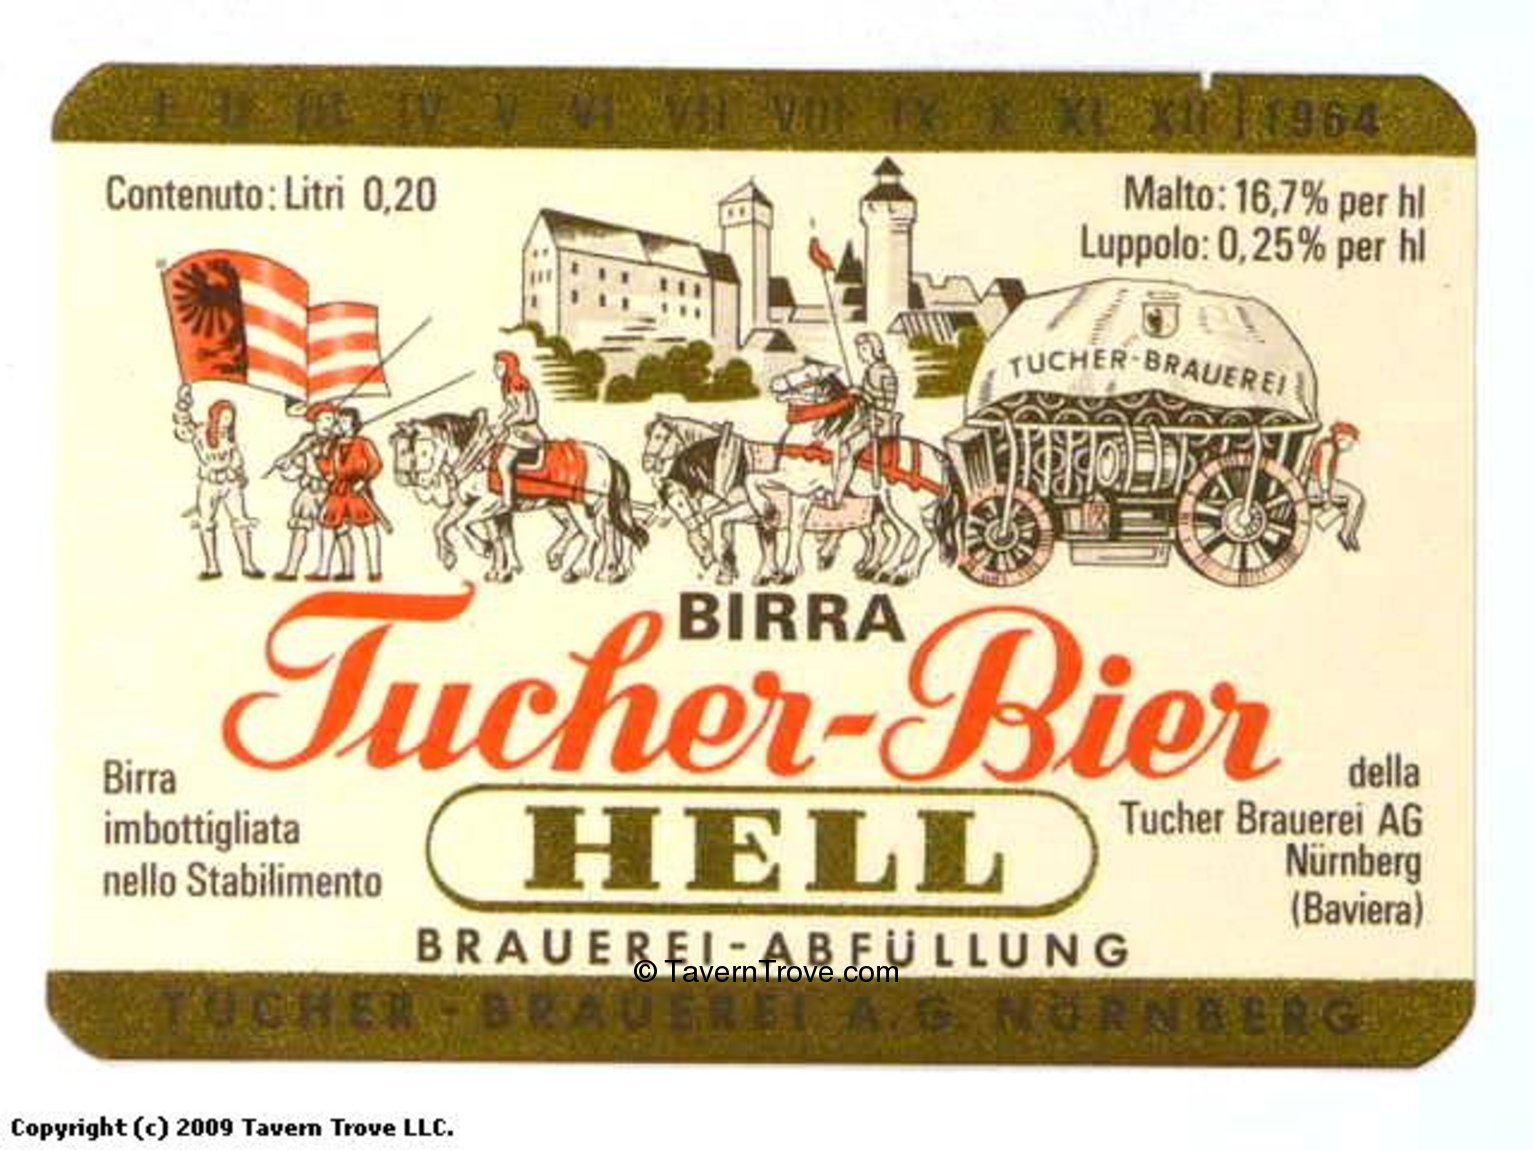 I II III IV V VI VII VIII IX X XI XII | 1964
Contenuto: Litri 0,20
Malto: 16,7% per hl
Luppolo: 0,25% per hl
TUCHER-BRAUEREI
BIRRA
Tucher-Bier
HELL
BRAUEREI-ABFÜLLUNG
Birra
imbottigliata
nello Stabilimento
della
Tucher Brauerei AG
Nürnberg
(Baviera)
© TavernTrove.com
TUCHER-BRAUEREI A.G. NÜRNBERG
Copyright (c) 2009 Tavern Trove LLC.